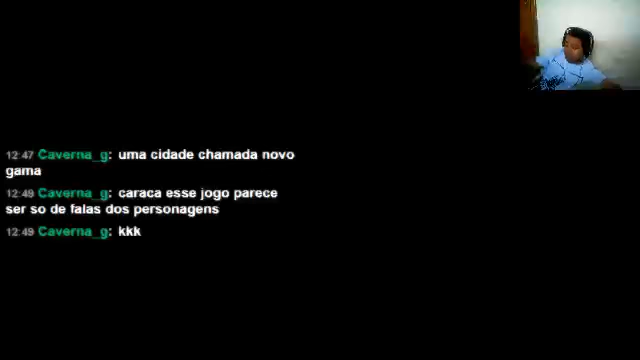 12:47 Caverna_g: uma cidade chamada novo
gama
12:49 Caverna_g: caraca esse jogo parece
ser so de falas dos personagens
12:49 Caverna_g: kkk